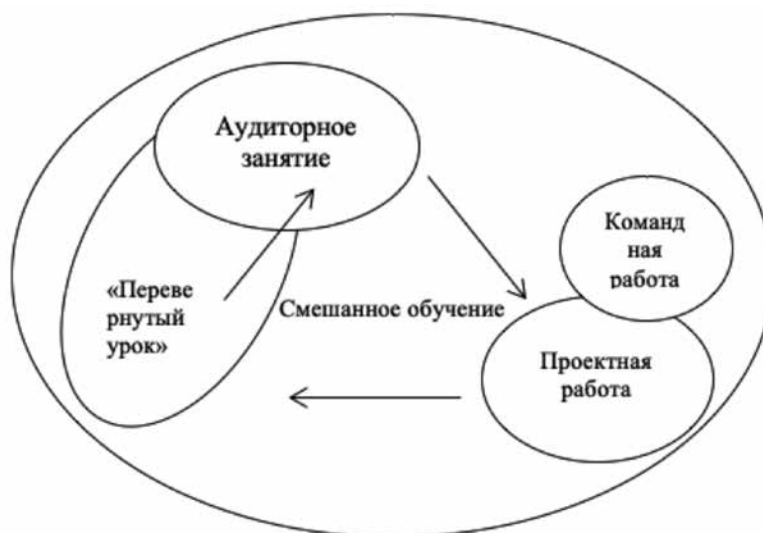 Аудиторное
занятие
Команд
ная
работа
«Переве
рнутый
урок»
Смешанное обучение
Проектная
работа